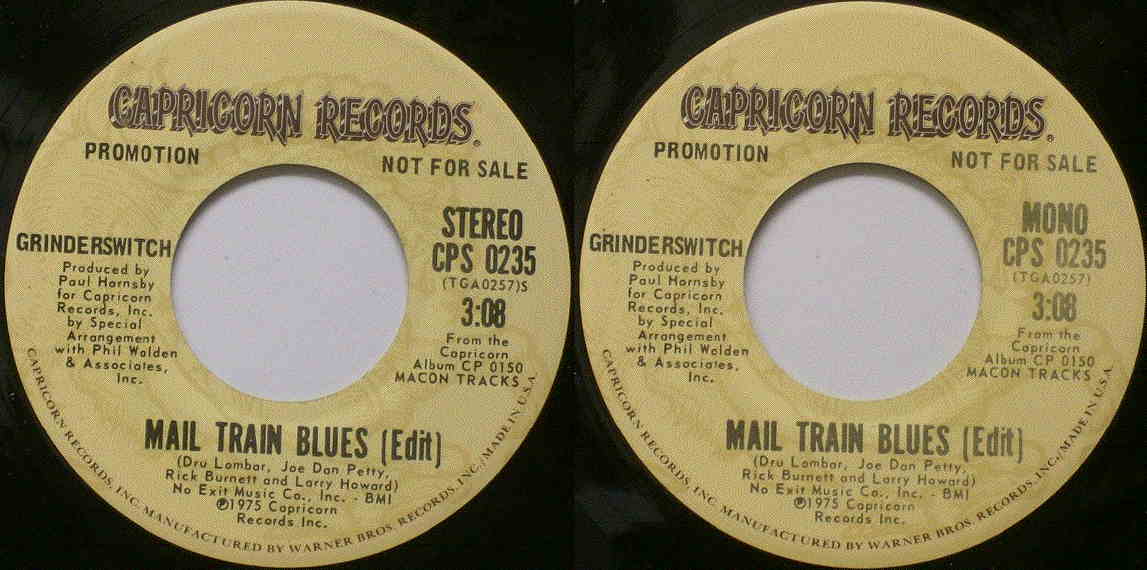 CAPRICORN RECORDS®
PROMOTION
NOT FOR SALE
GRINDERSWITCH
Produced by
Paul Hornsby
for Capricorn
Records, Inc.
by Special
Arrangement
with Phil Walden
& Associates,
Inc.
STEREO
CPS 0235
(TGA0257)S
3:08
From the
Capricorn
Album CP 0150
MACON TRACKS
MAIL TRAIN BLUES (Edit)
(Dru Lombar, Joe Dan Petty,
Rick Burnett and Larry Howard)
No Exit Music Co., Inc. - BMI
℗1975 Capricorn
Records Inc.
CAPRICORN RECORDS, INC. MANUFACTURED BY WARNER BROS. RECORDS, INC./MADE IN U.S.A.
CAPRICORN RECORDS®
PROMOTION
NOT FOR SALE
GRINDERSWITCH
Produced by
Paul Hornsby
for Capricorn
Records, Inc.
by Special
Arrangement
with Phil Walden
& Associates,
Inc.
MONO
CPS 0235
(TGA0257)
3:08
From the
Capricorn
Album CP 0150
MACON TRACKS
MAIL TRAIN BLUES (Edit)
(Dru Lombar, Joe Dan Petty,
Rick Burnett and Larry Howard)
No Exit Music Co., Inc. - BMI
℗1975 Capricorn
Records Inc.
CAPRICORN RECORDS, INC. MANUFACTURED BY WARNER BROS. RECORDS, INC./MADE IN U.S.A.